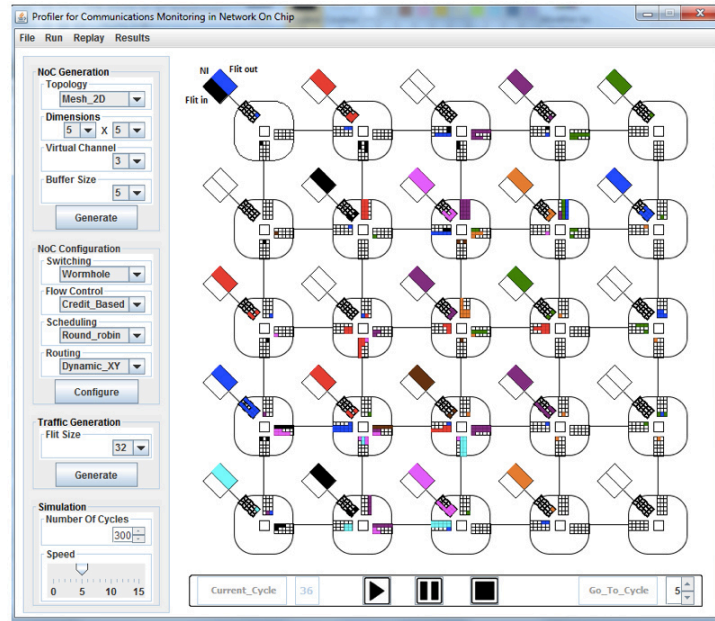 Profiler for Communications Monitoring in Network On Chip
File Run Replay Results
NoC Generation
Topology
Mesh_2D
Dimensions
5 X 5
Virtual Channel
3
Buffer Size
5
Generate
NoC Configuration
Switching
Wormhole
Flow Control
Credit_Based
Scheduling
Round_robin
Routing
Dynamic_XY
Configure
Traffic Generation
Flit Size
32
Generate
Simulation
Number Of Cycles
300
Speed
0 5 10 15
NI Flit out
Flit in
Current_Cycle 36 Go_To_Cycle 5